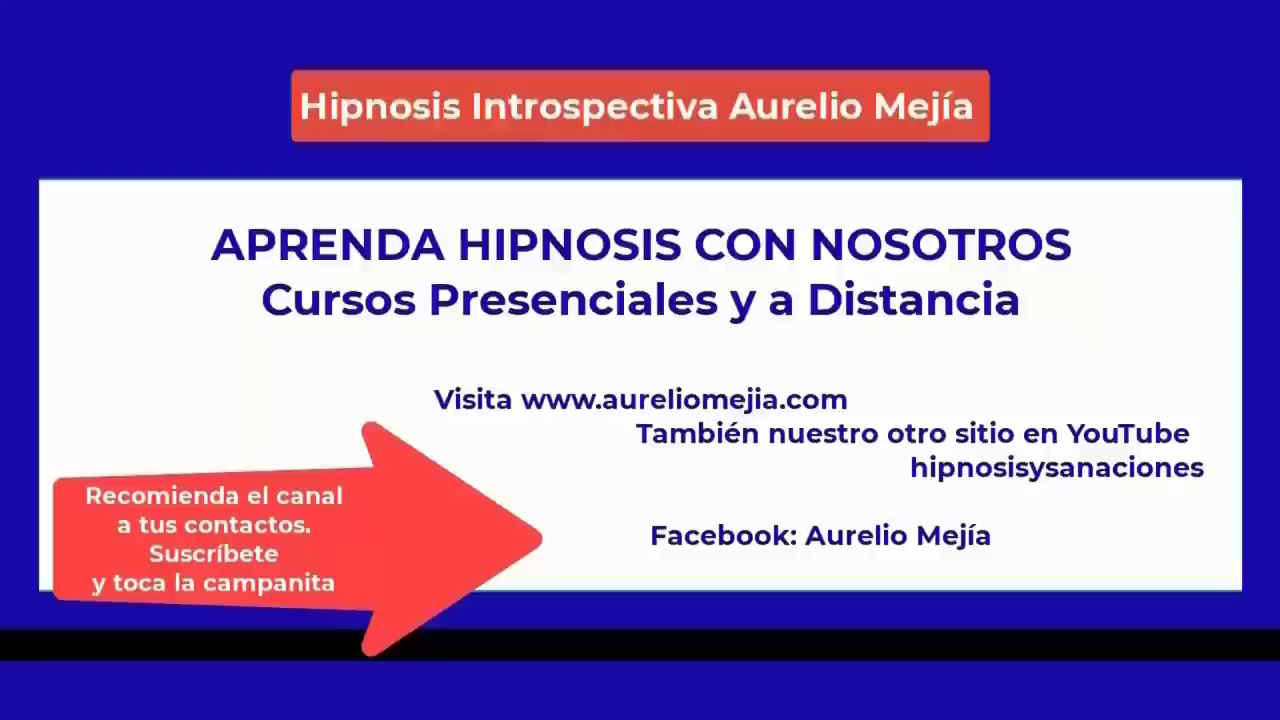 Hipnosis Introspectiva Aurelio Mejía
APRENDA HIPNOSIS CON NOSOTROS
Cursos Presenciales y a Distancia
Visita www.aureliomejia.com
También nuestro otro sitio en YouTube
hipnosisysanaciones
Facebook: Aurelio Mejía
Recomienda el canal
a tus contactos.
Suscríbete
y toca la campanita